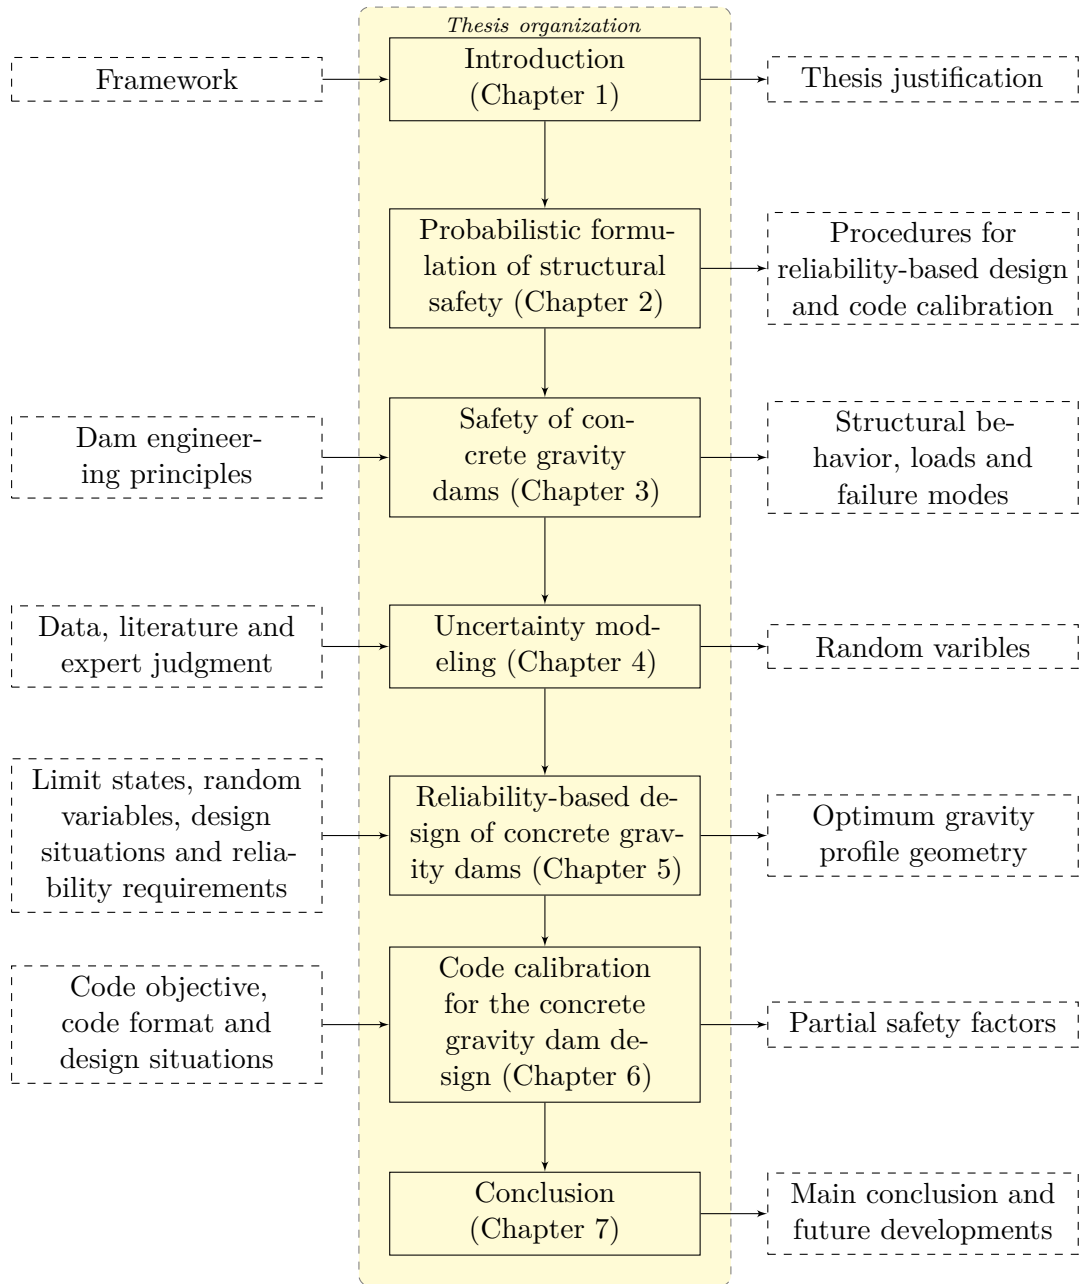 Thesis organization
Framework
Introduction
(Chapter 1)
Thesis justification
Probabilistic formu-
lation of structural
safety (Chapter 2)
Procedures for
reliability-based design
and code calibration
Dam engineer-
ing principles
Safety of con-
crete gravity
dams (Chapter 3)
Structural be-
havior, loads and
failure modes
Data, literature and
expert judgment
Uncertainty mod-
eling (Chapter 4)
Random varibles
Limit states, random
variables, design
situations and relia-
bility requirements
Reliability-based de-
sign of concrete grav-
ity dams (Chapter 5)
Optimum gravity
profile geometry
Code objective,
code format and
design situations
Code calibration
for the concrete
gravity dam de-
sign (Chapter 6)
Partial safety factors
Conclusion
(Chapter 7)
Main conclusion and
future developments